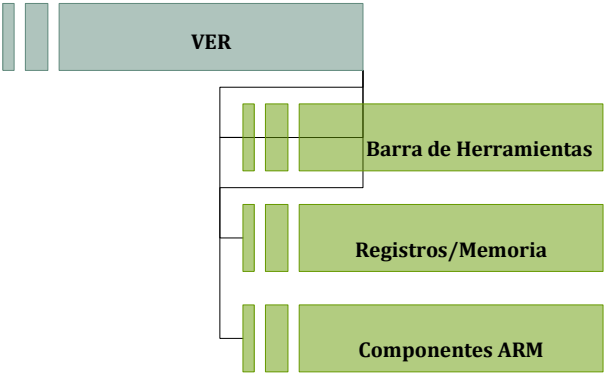 VER
Barra de Herramientas
Registros/Memoria
Componentes ARM